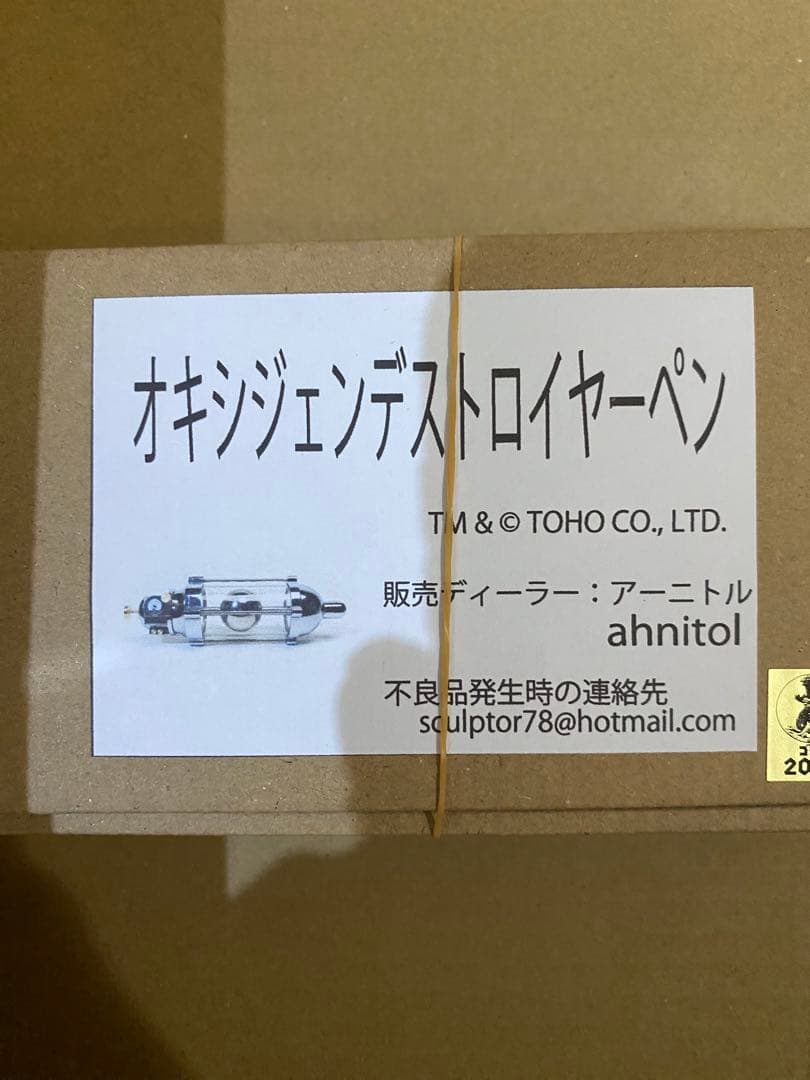 オキシジェンデストロイヤーペン
TM & © TOHO CO., LTD.
販売ディーラー：アーニトル
ahnitol
不良品発生時の連絡先
sculptor78@hotmail.com